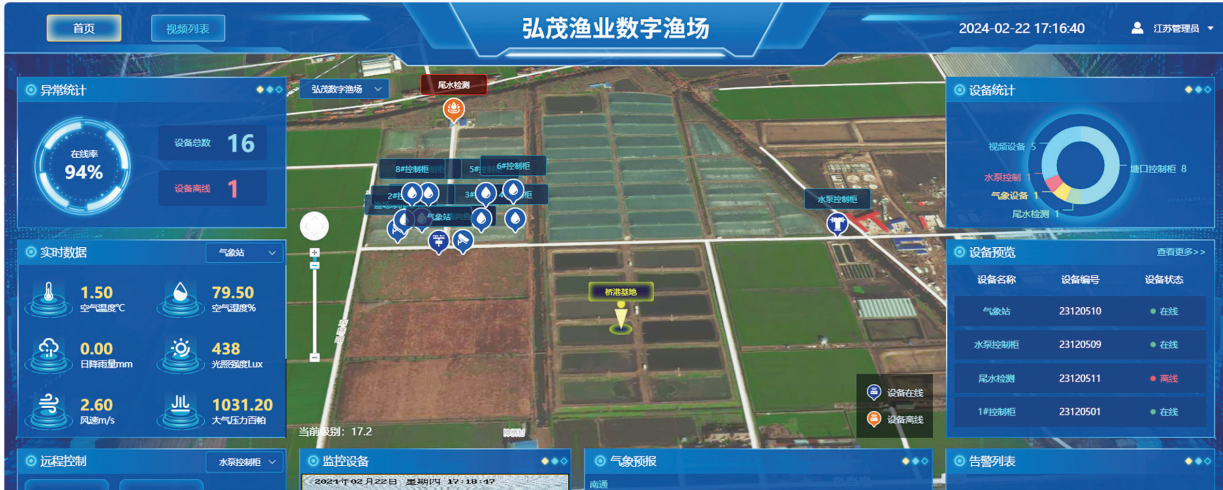 首页
视频列表
弘茂渔业数字渔场
2024-02-22 17:16:40
江苏管理员
异常统计
在线率
94%
设备总数 16
设备离线 1
实时数据
气象站
1.50
空气温度℃
79.50
空气湿度%
0.00
日降雨量mm
438
光照强度Lux
2.60
风速m/s
1031.20
大气压力百帕
远程控制
水泵控制柜
弘茂数字渔场
尾水检测
8#控制柜
6#控制柜
气象站
水泵控制柜
桥港基地
设备在线
设备离线
当前级别：17.2
监控设备
2024年02月22日 星期四 17:18:47
气象预报
南通
设备统计
视频设备 5
水泵控制 1
气象设备 1
尾水检测 1
塘口控制柜 8
设备预览
查看更多>>
设备名称 设备编号 设备状态
气象站 23120510 在线
水泵控制柜 23120509 在线
尾水检测 23120511 离线
1#控制柜 23120501 在线
告警列表